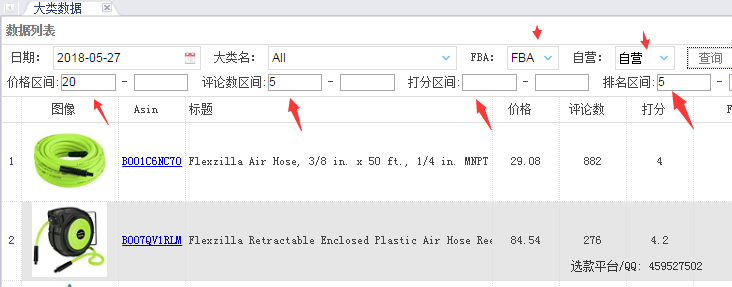 大类数据
数据列表
日期: 2018-05-27 大类名: All FBA: FBA 自营: 自营 查询
价格区间: 20 - 评论数区间: 5 - 打分区间: - 排名区间: 5 -
图像 Asin 标题 价格 评论数 打分 F
1 B001C6NC7O Flexzilla Air Hose, 3/8 in. x 50 ft., 1/4 in. MNPT 29.08 882 4
2 B007QV1RLM Flexzilla Retractable Enclosed Plastic Air Hose Ree 84.54 276 4.2
选款平台/QQ: 459527502